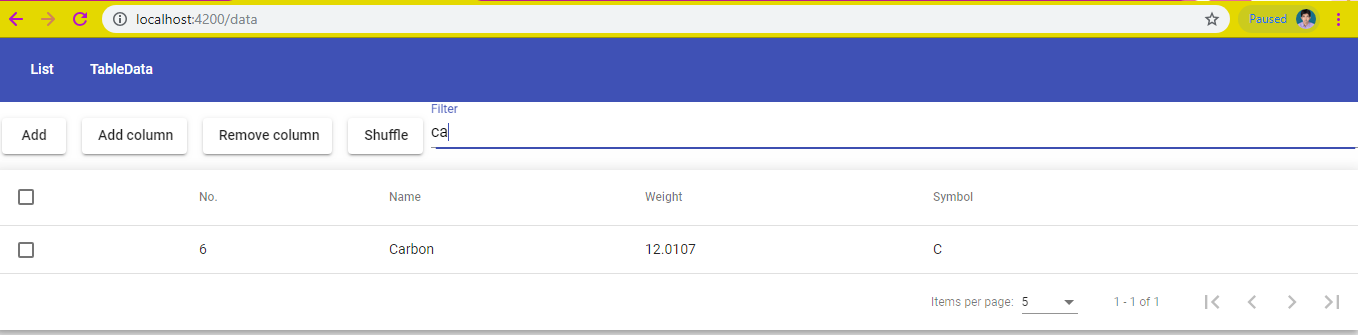 localhost:4200/data
Paused
List TableData
Filter
Add Add column Remove column Shuffle ca
No. Name Weight Symbol
6 Carbon 12.0107 C
Items per page: 5 1 - 1 of 1